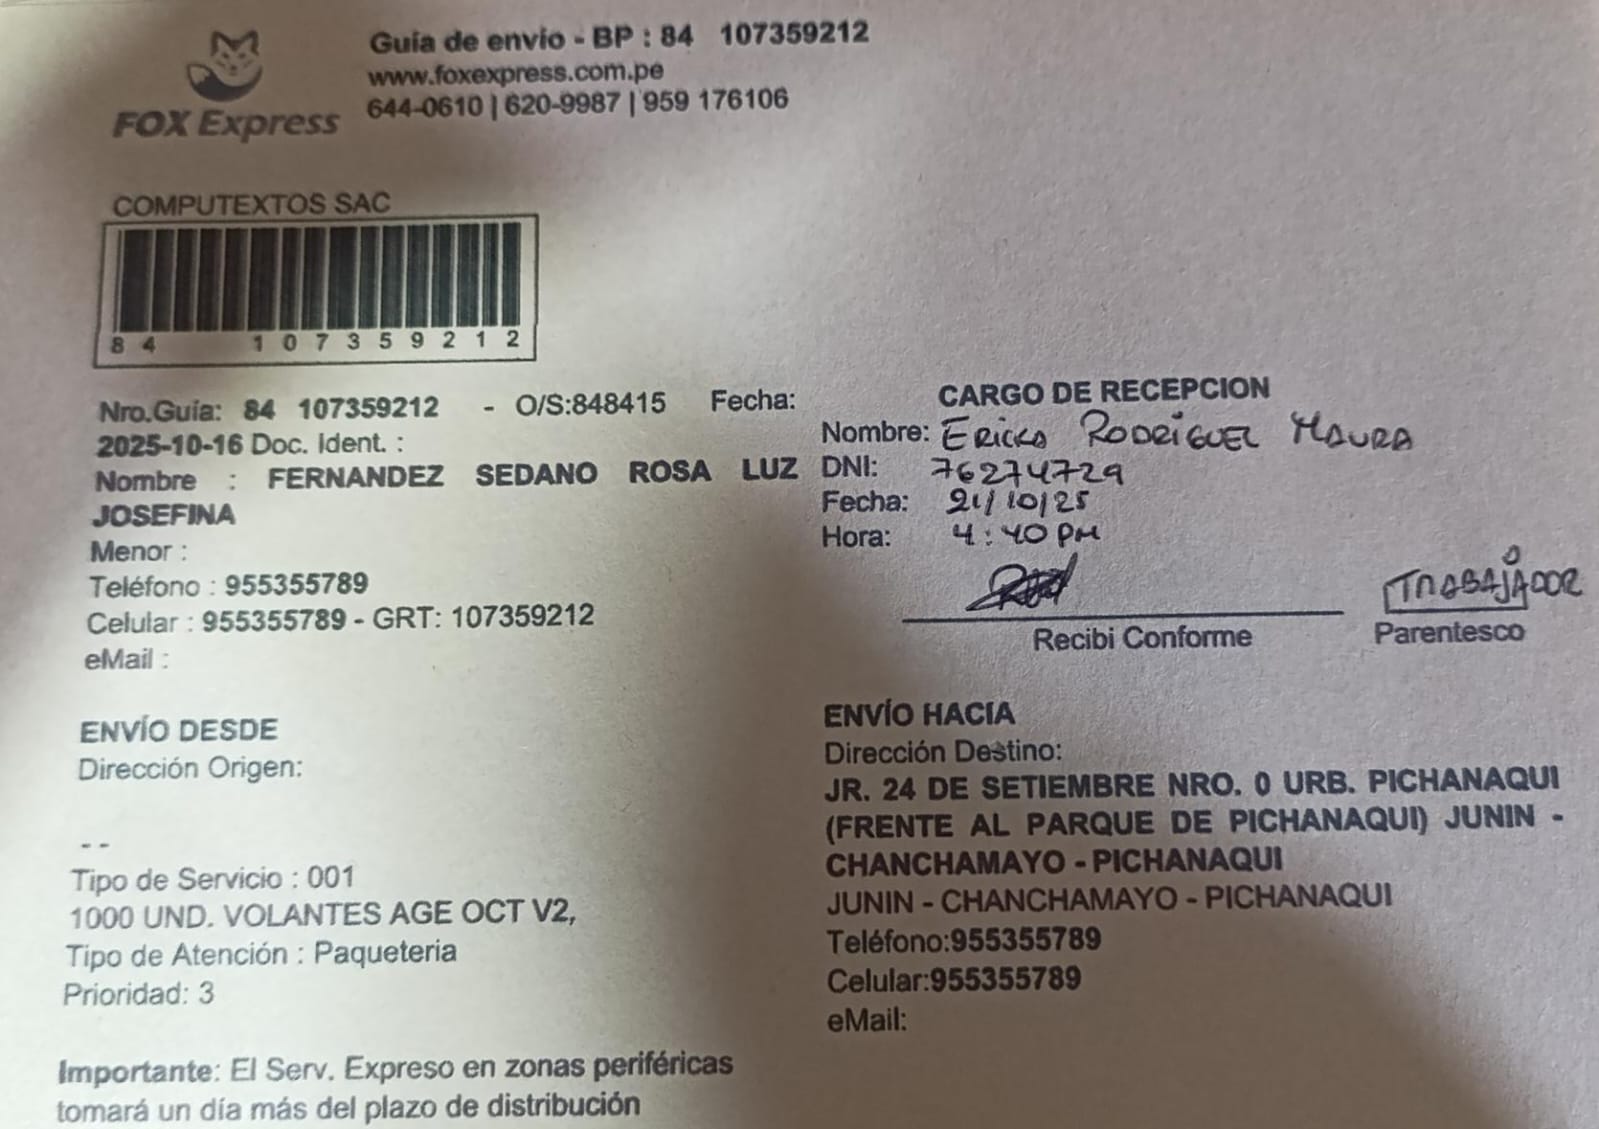 Guía de envío - BP : 84 107359212
www.foxexpress.com.pe
644-0610 | 620-9987 | 959 176106
FOX Express
COMPUTEXTOS SAC
84 107359212
Nro.Guía: 84 107359212 - O/S:848415 Fecha:
2025-10-16 Doc. Ident. :
Nombre : FERNANDEZ SEDANO ROSA LUZ
JOSEFINA
Menor :
Teléfono : 955355789
Celular : 955355789 - GRT: 107359212
eMail :
CARGO DE RECEPCION
Nombre: ERICKA RODRIGUEL MAURA
DNI: 76274729
Fecha: 21/10/25
Hora: 4:40 PM
TRABAJADOR
Recibi Conforme Parentesco
ENVÍO DESDE
Dirección Origen:
- -
Tipo de Servicio : 001
1000 UND. VOLANTES AGE OCT V2,
Tipo de Atención : Paqueteria
Prioridad: 3
ENVÍO HACIA
Dirección Destino:
JR. 24 DE SETIEMBRE NRO. 0 URB. PICHANAQUI
(FRENTE AL PARQUE DE PICHANAQUI) JUNIN -
CHANCHAMAYO - PICHANAQUI
JUNIN - CHANCHAMAYO - PICHANAQUI
Teléfono:955355789
Celular:955355789
eMail:
Importante: El Serv. Expreso en zonas periféricas
tomará un día más del plazo de distribución